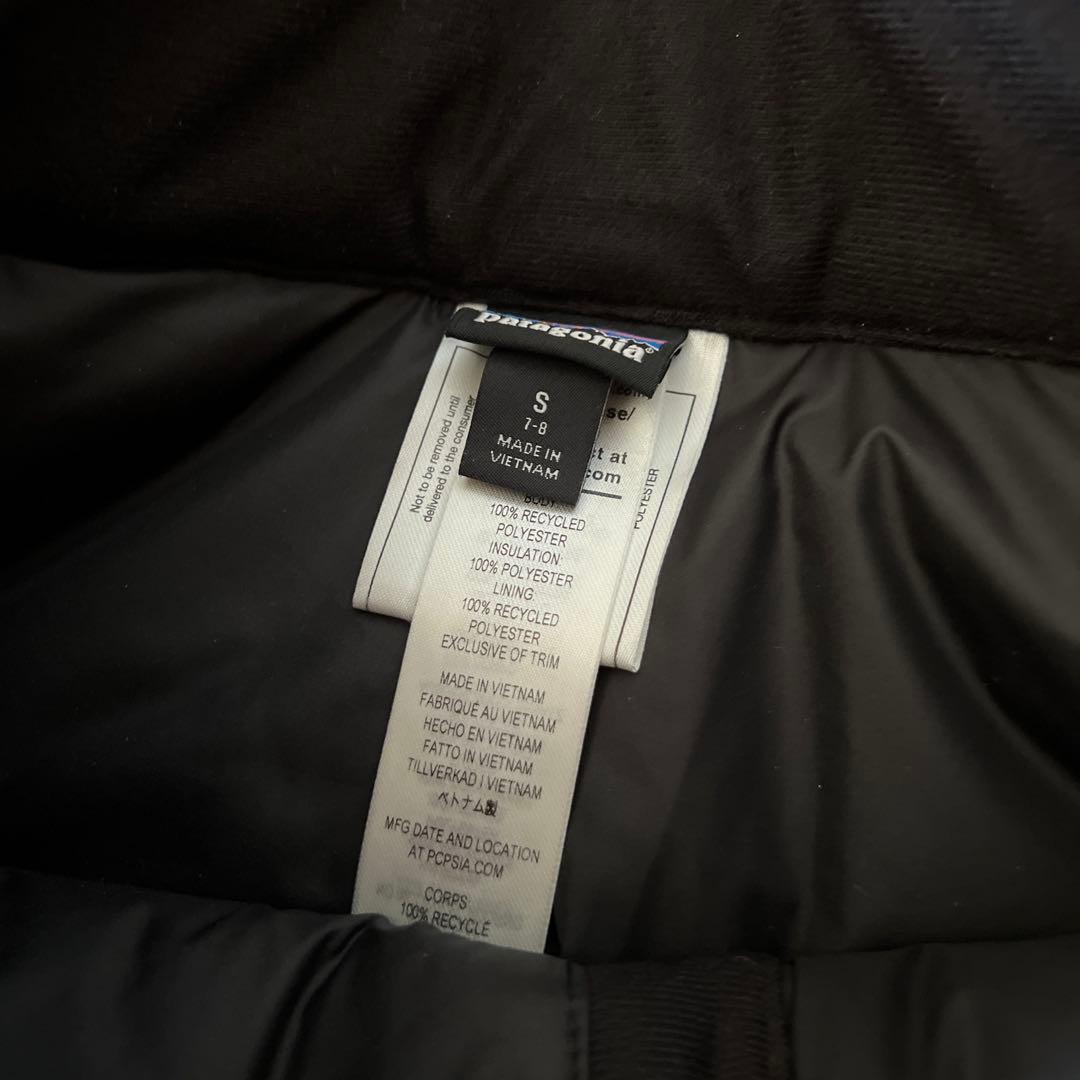 patagonia®
S
7-8
MADE IN
VIETNAM
Not to be removed until
delivered to the consumer
se/
ct at
com
POLYESTER
BODY:
100% RECYCLED
POLYESTER
INSULATION:
100% POLYESTER
LINING
100% RECYCLED
POLYESTER
EXCLUSIVE OF TRIM
MADE IN VIETNAM
FABRIQUÉ AU VIETNAM
HECHO EN VIETNAM
FATTO IN VIETNAM
TILLVERKAD I VIETNAM
ベトナム製
MFG DATE AND LOCATION
AT PCPSIA.COM
CORPS
100% RECYCLÉ